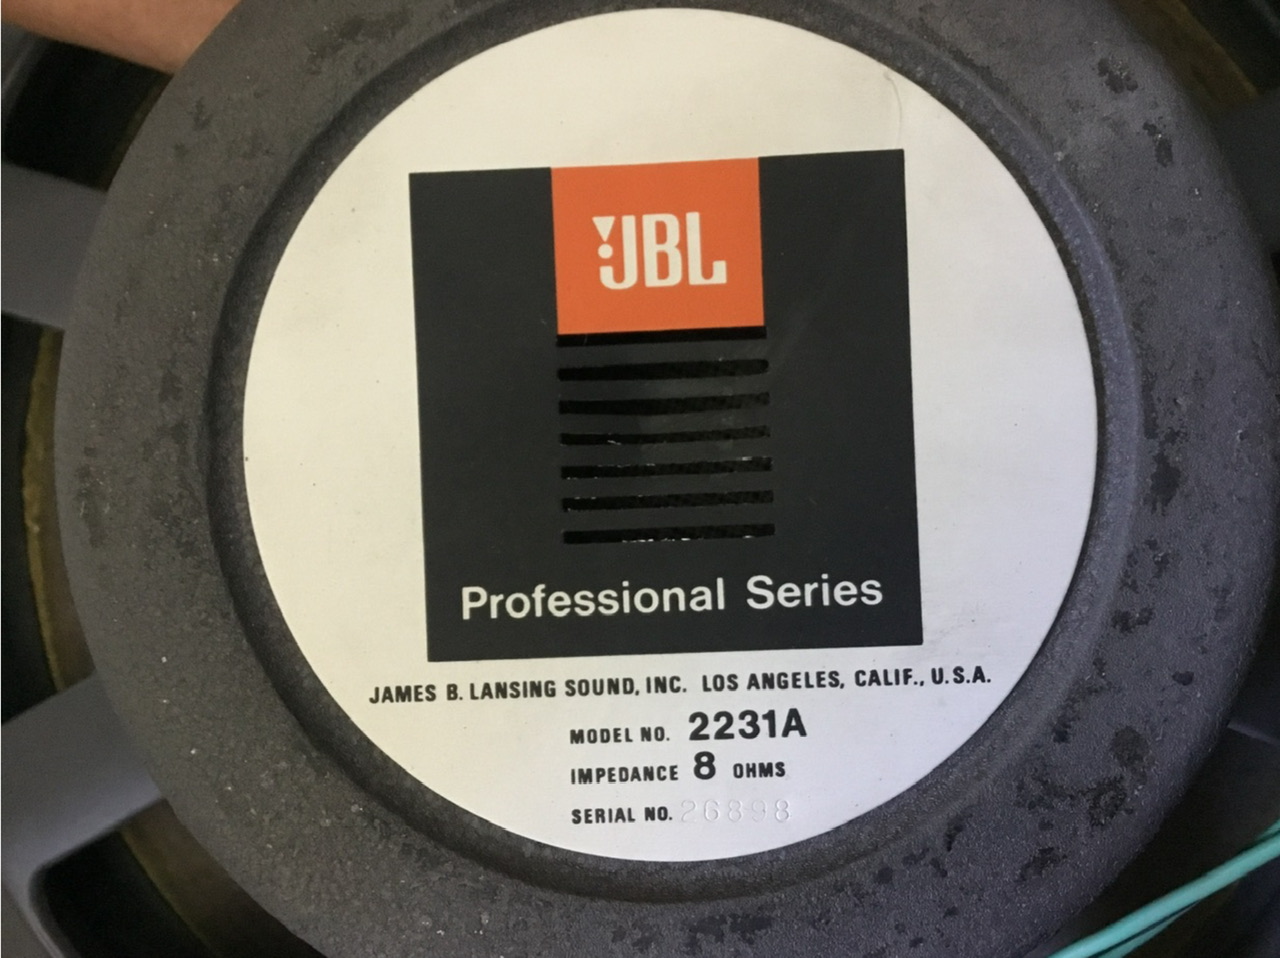 JBL
Professional Series
JAMES B. LANSING SOUND, INC. LOS ANGELES, CALIF., U.S.A.
MODEL NO. 2231A
IMPEDANCE 8 OHMS
SERIAL NO. 26898